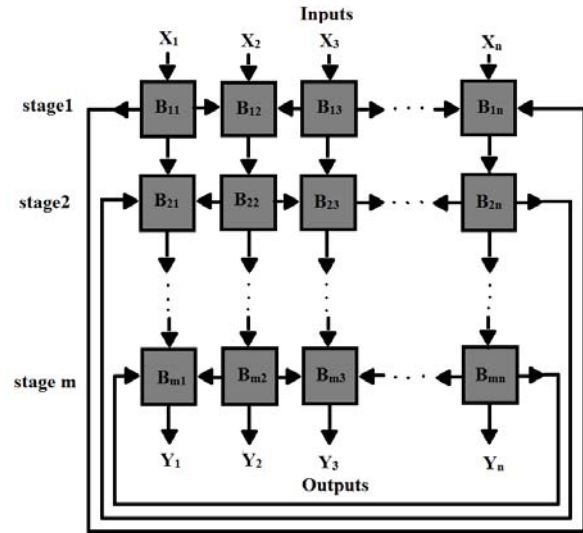 Inputs
X1 X2 X3 Xn
stage1 B11 B12 B13 · · · B1n
stage2 B21 B22 B23 · · · B2n
stage m Bm1 Bm2 Bm3 · · · Bmn
Y1 Y2 Y3 Yn
Outputs